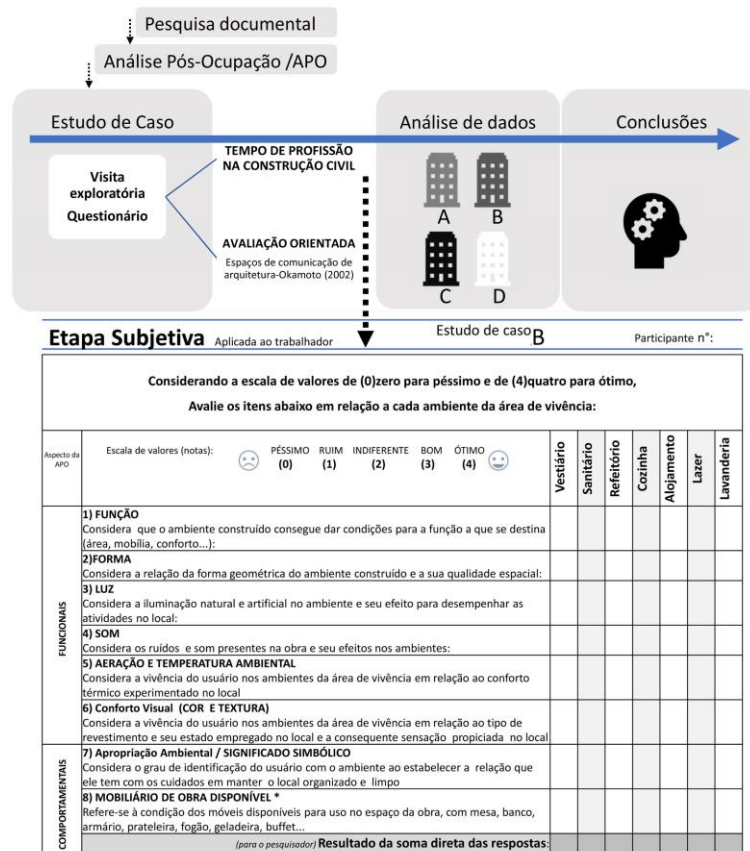 Pesquisa documental
Análise Pós-Ocupação /APO
Estudo de Caso
Análise de dados
Conclusões
Visita
exploratória
Questionário
TEMPO DE PROFISSÃO
NA CONSTRUÇÃO CIVIL
AVALIAÇÃO ORIENTADA
Espaços de comunicação de
arquitetura-Okamoto (2002)
A B
C D
Etapa Subjetiva Aplicada ao trabalhador Estudo de caso B Participante n°:
Considerando a escala de valores de (0)zero para péssimo e de (4)quatro para ótimo,
Avalie os itens abaixo em relação a cada ambiente da área de vivência:
Aspecto da
APO
Escala de valores (notas): PÉSSIMO RUIM INDIFERENTE BOM ÓTIMO
(0) (1) (2) (3) (4)
Vestiário
Sanitário
Refeitório
Cozinha
Alojamento
Lazer
Lavanderia
FUNCIONAIS
1) FUNÇÃO
Considera que o ambiente construído consegue dar condições para a função a que se destina
(área, mobília, conforto...):
2)FORMA
Considera a relação da forma geométrica do ambiente construído e a sua qualidade espacial:
3) LUZ
Considera a iluminação natural e artificial no ambiente e seu efeito para desempenhar as
atividades no local:
4) SOM
Considera os ruídos e som presentes na obra e seu efeitos nos ambientes:
5) AERAÇÃO E TEMPERATURA AMBIENTAL
Considera a vivência do usuário nos ambientes da área de vivência em relação ao conforto
térmico experimentado no local
6) Conforto Visual (COR E TEXTURA)
Considera a vivência do usuário nos ambientes da área de vivência em relação ao tipo de
revestimento e seu estado empregado no local e a consequente sensação propiciada no local
COMPORTAMENTAIS
7) Apropriação Ambiental / SIGNIFICADO SIMBÓLICO
Considera o grau de identificação do usuário com o ambiente ao estabelecer a relação que
ele tem com os cuidados em manter o local organizado e limpo
8) MOBILIÁRIO DE OBRA DISPONÍVEL *
Refere-se à condição dos móveis disponíveis para uso no espaço da obra, com mesa, banco,
armário, prateleira, fogão, geladeira, buffet...
(para o pesquisador) Resultado da soma direta das respostas: